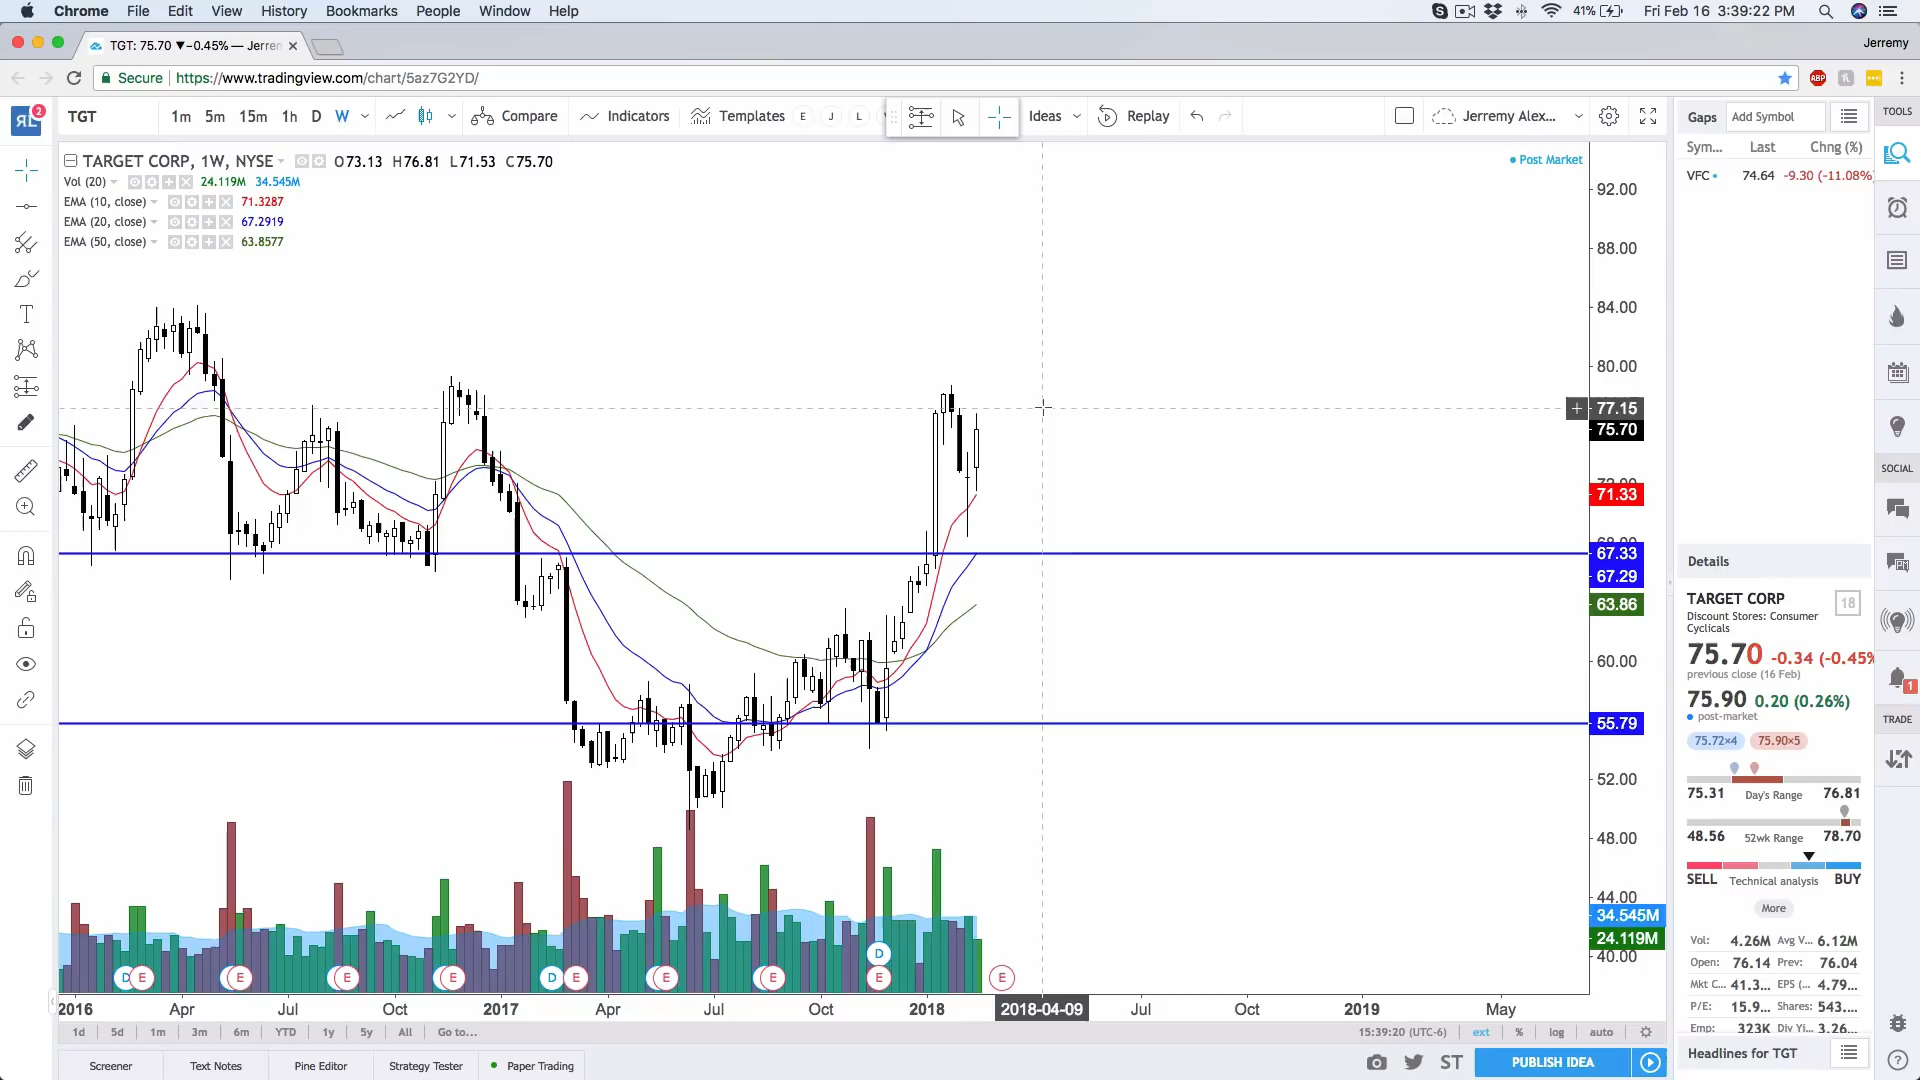 Chrome File Edit View History Bookmarks People Window Help
41% Fri Feb 16 3:39:22 PM
TGT: 75.70 ▼−0.45% — Jerrem
Jerremy
Secure https://www.tradingview.com/chart/5az7G2YD/
ABP
2
TGT 1m 5m 15m 1h D W Compare Indicators Templates E J L Ideas Replay Jerremy Alex...
Gaps Add Symbol
TOOLS
Sym... Last Chng (%)
VFC 74.64 -9.30 (-11.08%)
TARGET CORP, 1W, NYSE O73.13 H76.81 L71.53 C75.70
Post Market
Vol (20) 24.119M 34.545M
EMA (10, close) 71.3287
EMA (20, close) 67.2919
EMA (50, close) 63.8577
92.00
88.00
84.00
80.00
77.15
75.70
71.33
67.33
67.29
63.86
60.00
55.79
52.00
48.00
44.00
34.545M
24.119M
40.00
SOCIAL
1
TRADE
Details
TARGET CORP
18
Discount Stores: Consumer
Cyclicals
75.70 -0.34 (-0.45%
previous close (16 Feb)
75.90 0.20 (0.26%)
post-market
75.72×4 75.90×5
75.31 Day's Range 76.81
48.56 52wk Range 78.70
SELL Technical analysis BUY
More
Vol: 4.26M Avg V... 6.12M
Open: 76.14 Prev: 76.04
Mkt C... 41.3... EPS (... 4.79...
P/E: 15.9... Shares: 543....
Emp: 323K Div Yi... 3.26...
Headlines for TGT
D E E E E D E E E D E E
2016 Apr Jul Oct 2017 Apr Jul Oct 2018 2018-04-09 Jul Oct 2019 May
1d 5d 1m 3m 6m YTD 1y 5y All Go to...
15:39:20 (UTC-6) ext % log auto
Screener Text Notes Pine Editor Strategy Tester Paper Trading
ST PUBLISH IDEA